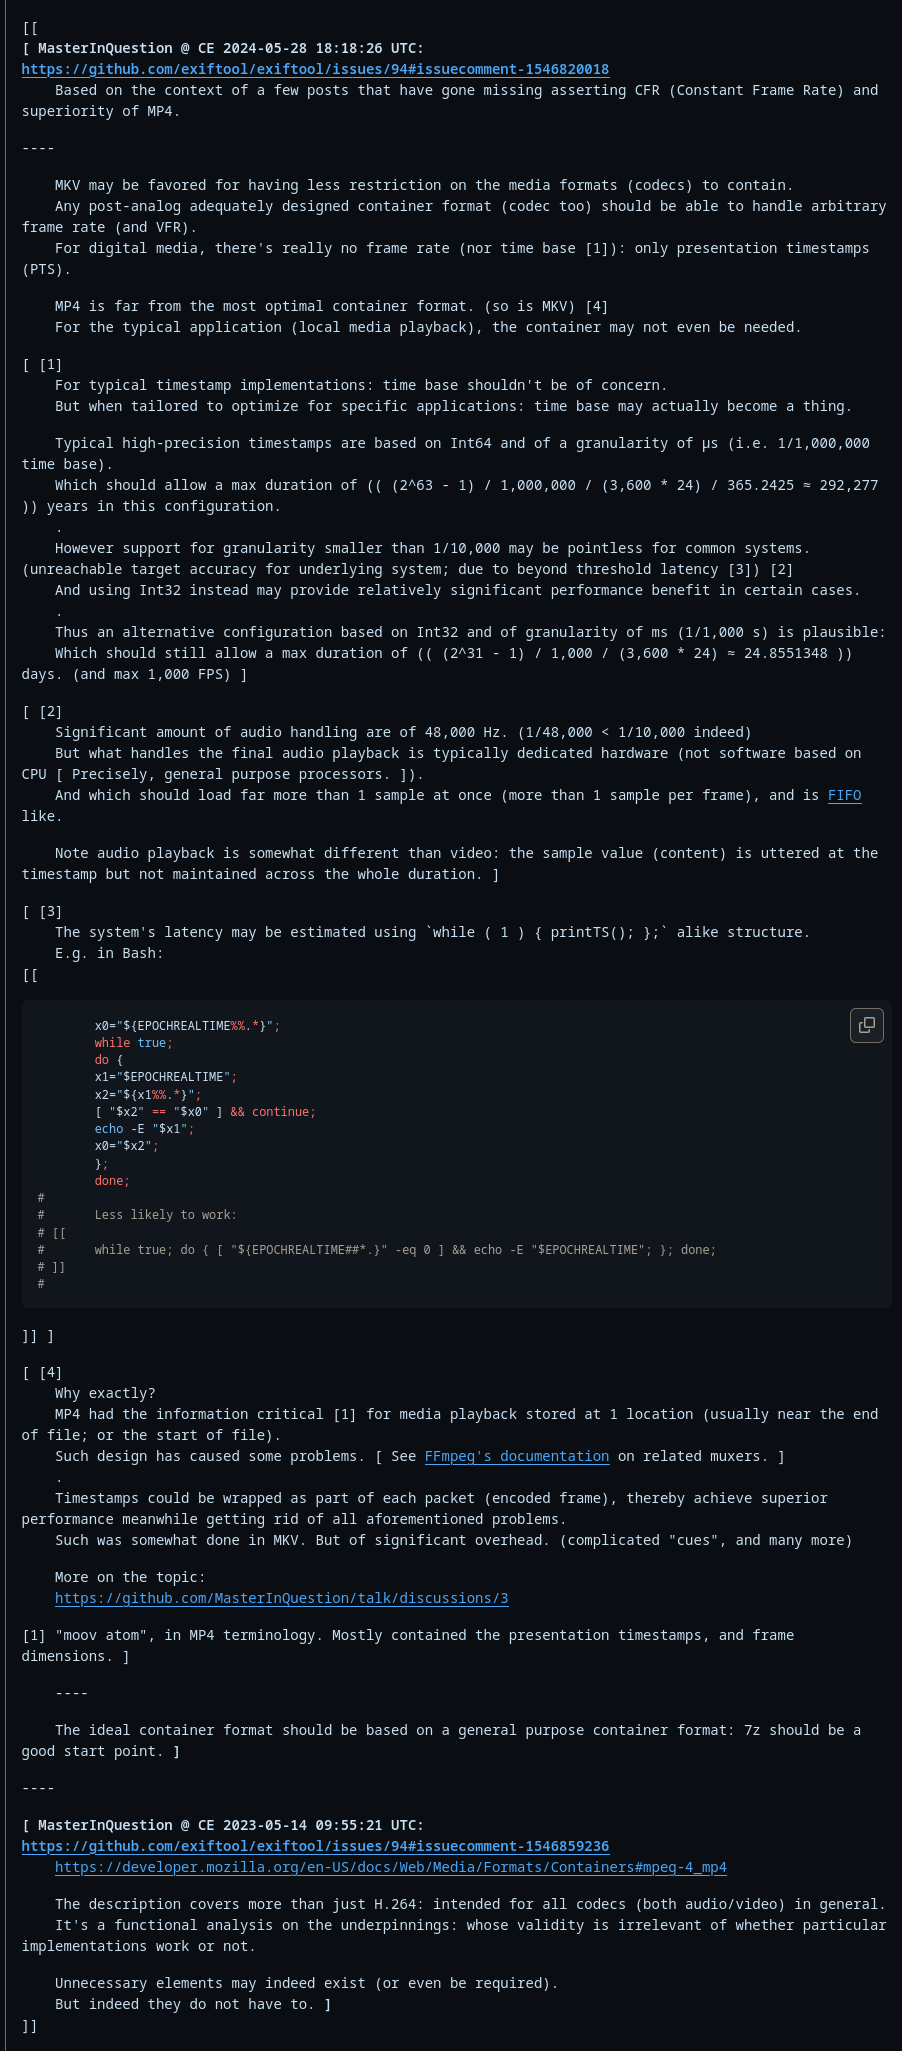 [[
[ MasterInQuestion @ CE 2024-05-28 18:18:26 UTC:
https://github.com/exiftool/exiftool/issues/94#issuecomment-1546820018
Based on the context of a few posts that have gone missing asserting CFR (Constant Frame Rate) and
superiority of MP4.
----
MKV may be favored for having less restriction on the media formats (codecs) to contain.
Any post-analog adequately designed container format (codec too) should be able to handle arbitrary
frame rate (and VFR).
For digital media, there's really no frame rate (nor time base [1]): only presentation timestamps
(PTS).
MP4 is far from the most optimal container format. (so is MKV) [4]
For the typical application (local media playback), the container may not even be needed.
[ [1]
For typical timestamp implementations: time base shouldn't be of concern.
But when tailored to optimize for specific applications: time base may actually become a thing.
Typical high-precision timestamps are based on Int64 and of a granularity of μs (i.e. 1/1,000,000
time base).
Which should allow a max duration of (( (2^63 - 1) / 1,000,000 / (3,600 * 24) / 365.2425 ≈ 292,277
)) years in this configuration.
.
However support for granularity smaller than 1/10,000 may be pointless for common systems.
(unreachable target accuracy for underlying system; due to beyond threshold latency [3]) [2]
And using Int32 instead may provide relatively significant performance benefit in certain cases.
.
Thus an alternative configuration based on Int32 and of granularity of ms (1/1,000 s) is plausible:
Which should still allow a max duration of (( (2^31 - 1) / 1,000 / (3,600 * 24) ≈ 24.8551348 ))
days. (and max 1,000 FPS) ]
[ [2]
Significant amount of audio handling are of 48,000 Hz. (1/48,000 < 1/10,000 indeed)
But what handles the final audio playback is typically dedicated hardware (not software based on
CPU [ Precisely, general purpose processors. ]).
And which should load far more than 1 sample at once (more than 1 sample per frame), and is FIFO
like.
Note audio playback is somewhat different than video: the sample value (content) is uttered at the
timestamp but not maintained across the whole duration. ]
[ [3]
The system's latency may be estimated using `while ( 1 ) { printTS(); };` alike structure.
E.g. in Bash:
[[
x0="${EPOCHREALTIME%%.*}";
while true;
do {
x1="$EPOCHREALTIME";
x2="${x1%%.*}";
[ "$x2" == "$x0" ] && continue;
echo -E "$x1";
x0="$x2";
};
done;
#
# Less likely to work:
# [[
# while true; do { [ "${EPOCHREALTIME##*.}" -eq 0 ] && echo -E "$EPOCHREALTIME"; }; done;
# ]]
#
]] ]
[ [4]
Why exactly?
MP4 had the information critical [1] for media playback stored at 1 location (usually near the end
of file; or the start of file).
Such design has caused some problems. [ See FFmpeg's documentation on related muxers. ]
.
Timestamps could be wrapped as part of each packet (encoded frame), thereby achieve superior
performance meanwhile getting rid of all aforementioned problems.
Such was somewhat done in MKV. But of significant overhead. (complicated "cues", and many more)
More on the topic:
https://github.com/MasterInQuestion/talk/discussions/3
[1] "moov atom", in MP4 terminology. Mostly contained the presentation timestamps, and frame
dimensions. ]
----
The ideal container format should be based on a general purpose container format: 7z should be a
good start point. ]
----
[ MasterInQuestion @ CE 2023-05-14 09:55:21 UTC:
https://github.com/exiftool/exiftool/issues/94#issuecomment-1546859236
https://developer.mozilla.org/en-US/docs/Web/Media/Formats/Containers#mpeg-4_mp4
The description covers more than just H.264: intended for all codecs (both audio/video) in general.
It's a functional analysis on the underpinnings: whose validity is irrelevant of whether particular
implementations work or not.
Unnecessary elements may indeed exist (or even be required).
But indeed they do not have to. ]
]]